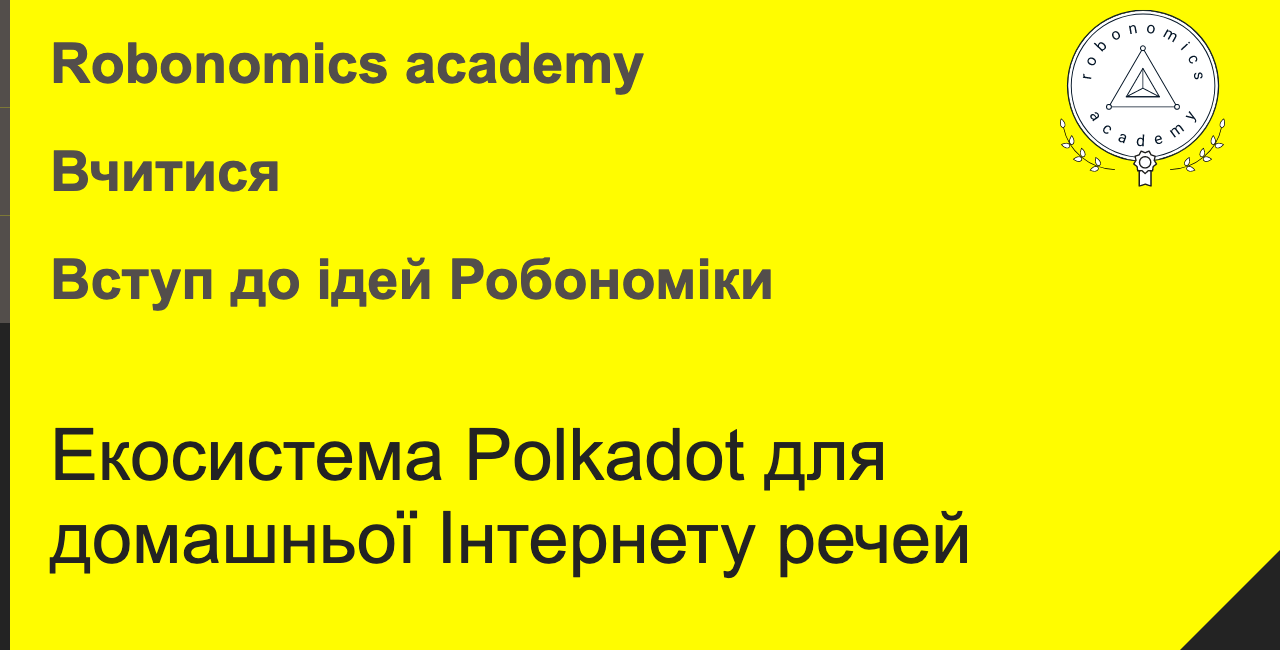 Robonomics academy
robonomics
academy
Вчитися
Вступ до ідей Робономіки
Екосистема Polkadot для
домашньої Інтернету речей